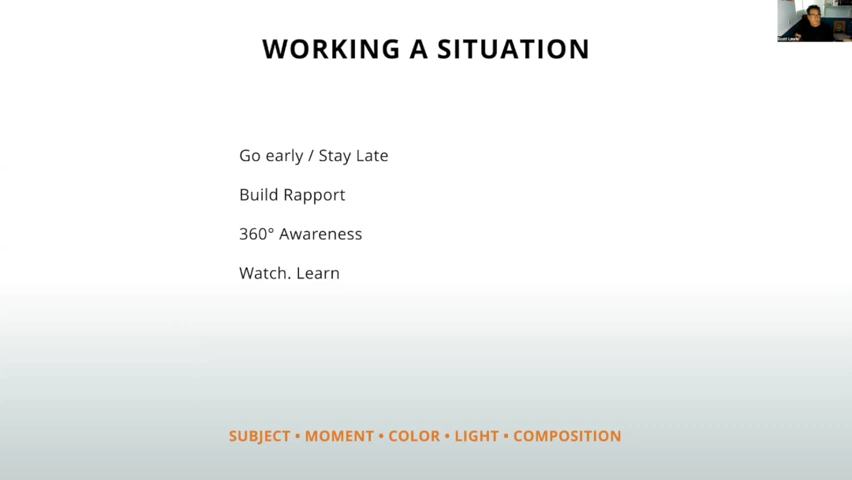 WORKING A SITUATION
Go early / Stay Late
Build Rapport
360° Awareness
Watch. Learn
SUBJECT • MOMENT • COLOR • LIGHT • COMPOSITION